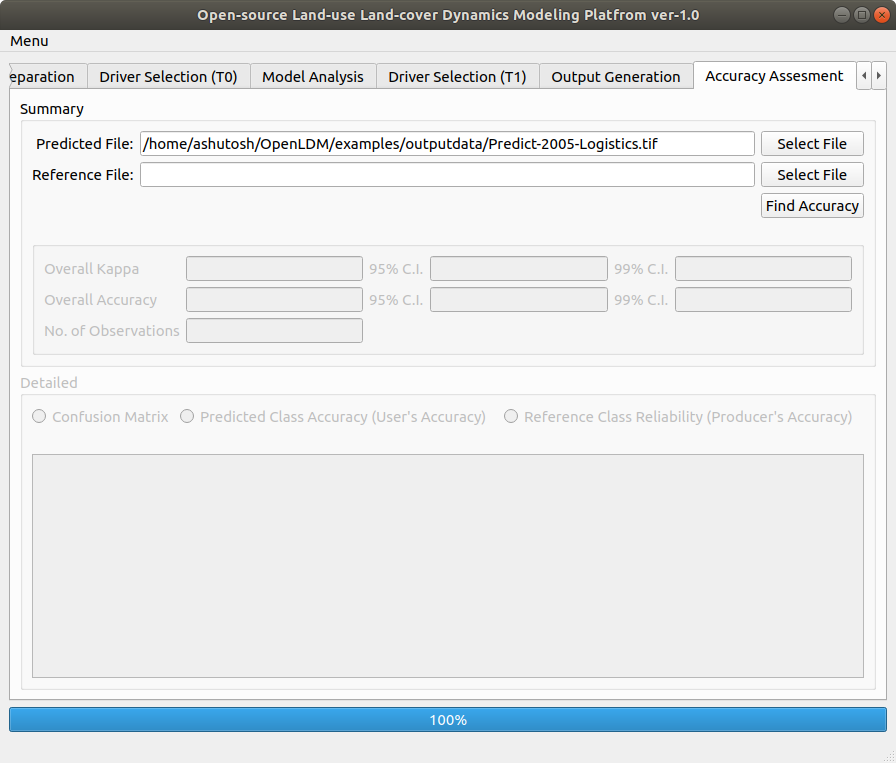 Open-source Land-use Land-cover Dynamics Modeling Platfrom ver-1.0
Menu
eparation Driver Selection (T0) Model Analysis Driver Selection (T1) Output Generation Accuracy Assesment
Summary
Predicted File: /home/ashutosh/OpenLDM/examples/outputdata/Predict-2005-Logistics.tif Select File
Reference File: Select File
Find Accuracy
Overall Kappa 95% C.I. 99% C.I.
Overall Accuracy 95% C.I. 99% C.I.
No. of Observations
Detailed
Confusion Matrix Predicted Class Accuracy (User's Accuracy) Reference Class Reliability (Producer's Accuracy)
100%